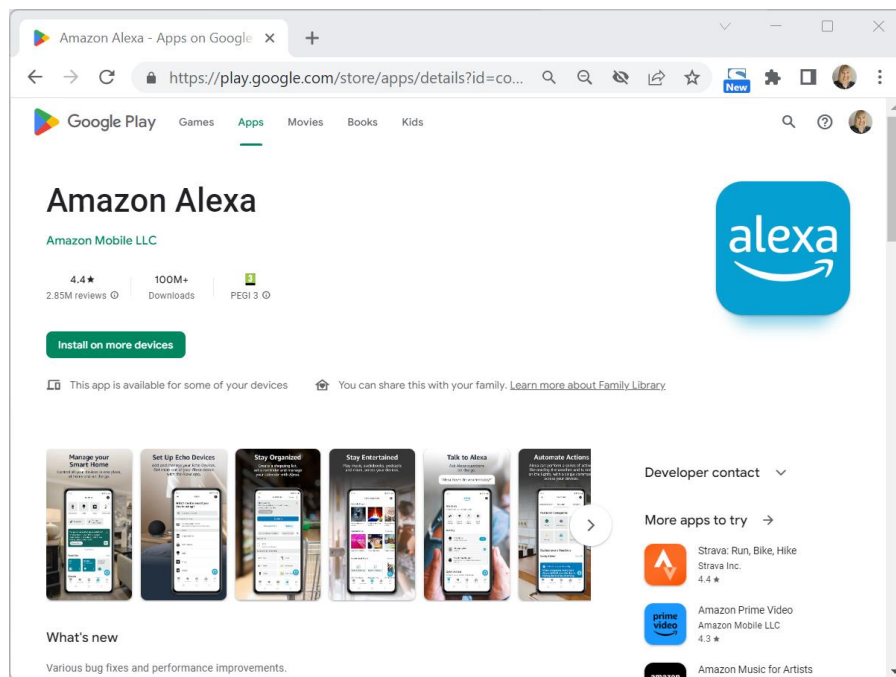 Amazon Alexa - Apps on Google
https://play.google.com/store/apps/details?id=co...
New
Google Play Games Apps Movies Books Kids
Amazon Alexa
Amazon Mobile LLC
alexa
4.4★ 100M+ 3
2.85M reviews Downloads PEGI 3
Install on more devices
This app is available for some of your devices You can share this with your family. Learn more about Family Library
Manage your
Smart Home
Set Up Echo Devices
Stay Organized
Stay Entertained
Talk to Alexa
Automate Actions
Developer contact
More apps to try
Strava: Run, Bike, Hike
Strava Inc.
4.4 ★
prime
video
Amazon Prime Video
Amazon Mobile LLC
4.3 ★
amazon
Amazon Music for Artists
What's new
Various bug fixes and performance improvements.